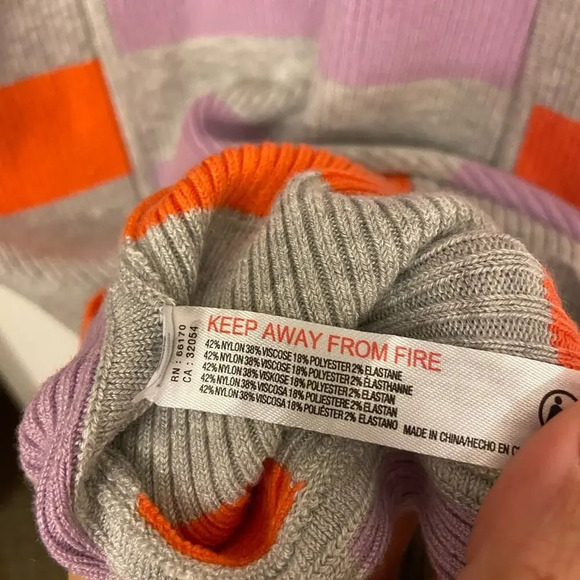 RN : 66170
CA : 32054
KEEP AWAY FROM FIRE
42% NYLON 38% VISCOSE 18% POLYESTER 2% ELASTANE
42% NYLON 38% VISCOSE 18% POLYESTER 2% ÉLASTHANNE
42% NYLON 38% VISKOSE 18% POLYESTER 2% ELASTAN
42% NYLON 38% VISCOSA 18% POLIESTERE 2% ELASTAN
42% NYLON 38% VISCOSA 18% POLIÉSTER 2% ELASTANO
MADE IN CHINA/HECHO EN